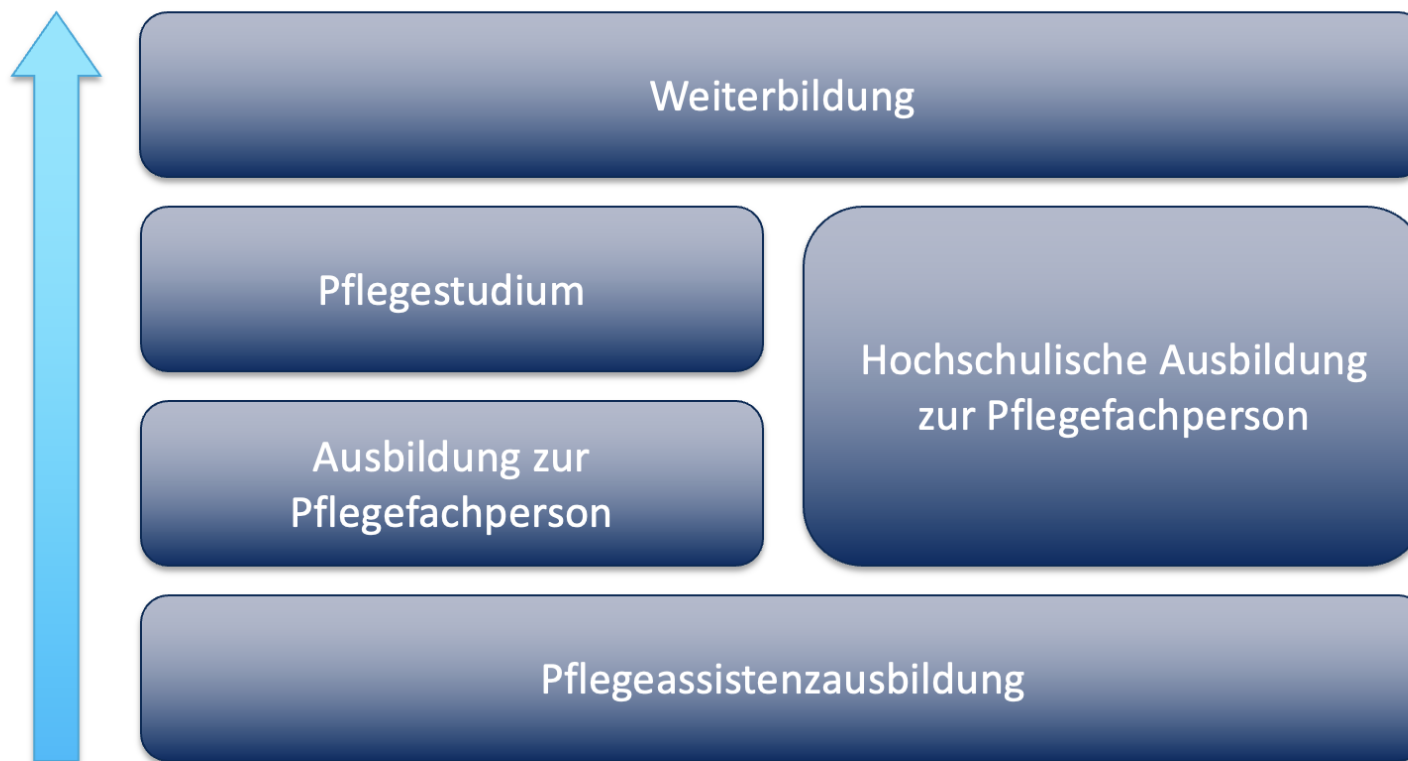 Weiterbildung
Pflegestudium
Hochschulische Ausbildung
zur Pflegefachperson
Ausbildung zur
Pflegefachperson
Pflegeassistenzausbildung